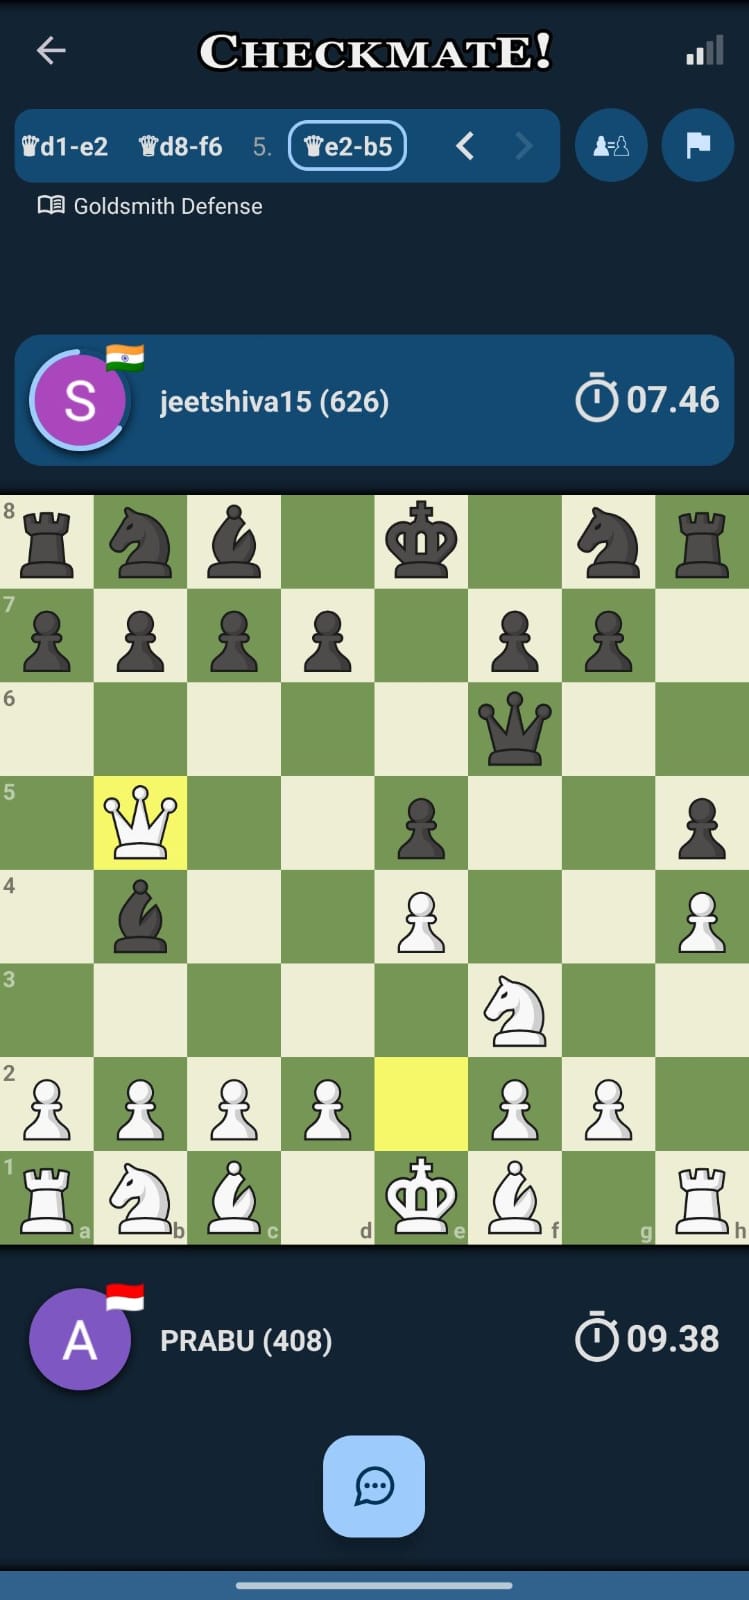 CHECKMATE!
♛d1-e2 ♛d8-f6 5. ♛e2-b5
Goldsmith Defense
S jeetshiva15 (626) 07.46
8
7
6
5
4
3
2
1 a b c d e f g h
A PRABU (408) 09.38